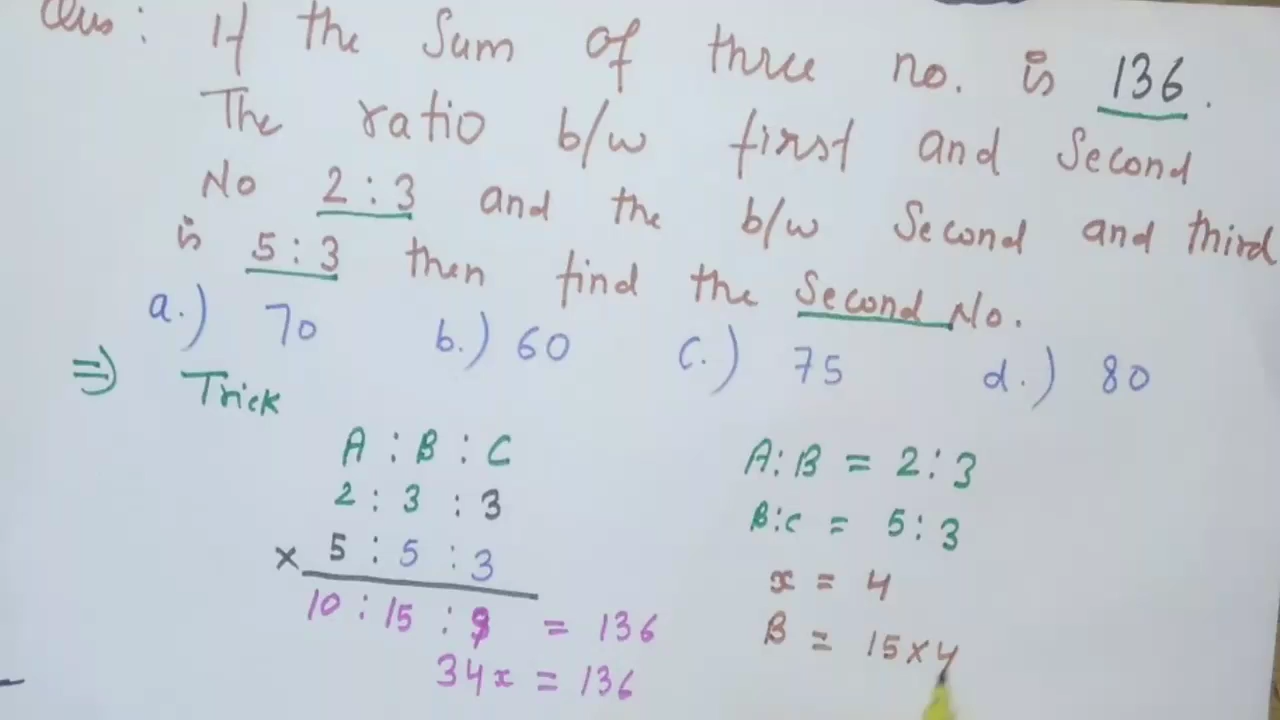 Ques : If the Sum of three no. is 136.
The ratio b/w first and Second
No 2 : 3 and the b/w Second and third
is 5 : 3 then find the Second No.
a.) 70 b.) 60 c.) 75 d.) 80
⇒) Trick
A : B : C
2 : 3 : 3
× 5 : 5 : 3
10 : 15 : 9 = 136
34x = 136
A:B = 2:3
B:C = 5:3
x = 4
B = 15×4